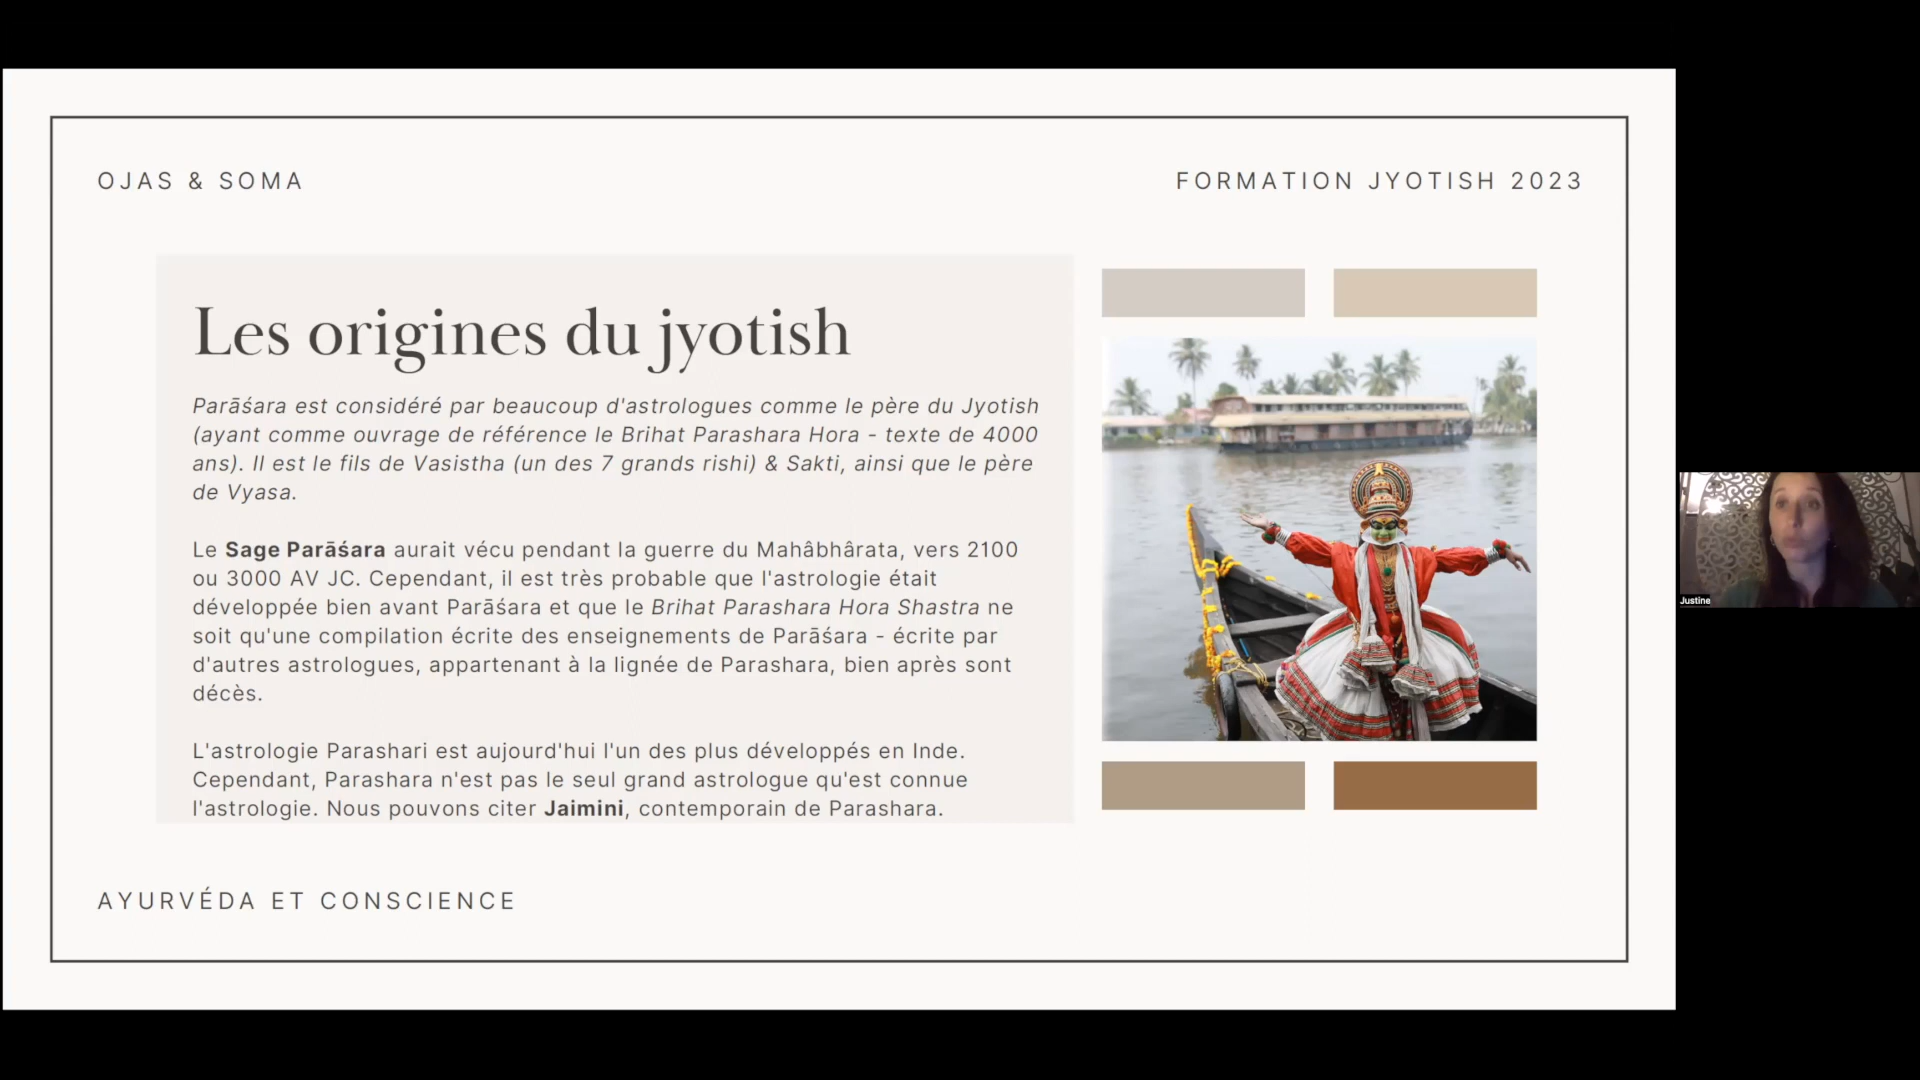 OJAS & SOMA
FORMATION JYOTISH 2023
Les origines du jyotish
Parāśara est considéré par beaucoup d'astrologues comme le père du Jyotish
(ayant comme ouvrage de référence le Brihat Parashara Hora - texte de 4000
ans). Il est le fils de Vasistha (un des 7 grands rishi) & Sakti, ainsi que le père
de Vyasa.
Le Sage Parāśara aurait vécu pendant la guerre du Mahâbhârata, vers 2100
ou 3000 AV JC. Cependant, il est très probable que l'astrologie était
développée bien avant Parāśara et que le Brihat Parashara Hora Shastra ne
soit qu'une compilation écrite des enseignements de Parāśara - écrite par
d'autres astrologues, appartenant à la lignée de Parashara, bien après sont
décès.
L'astrologie Parashari est aujourd'hui l'un des plus développés en Inde.
Cependant, Parashara n'est pas le seul grand astrologue qu'est connue
l'astrologie. Nous pouvons citer Jaimini, contemporain de Parashara.
AYURVÉDA ET CONSCIENCE
Justine